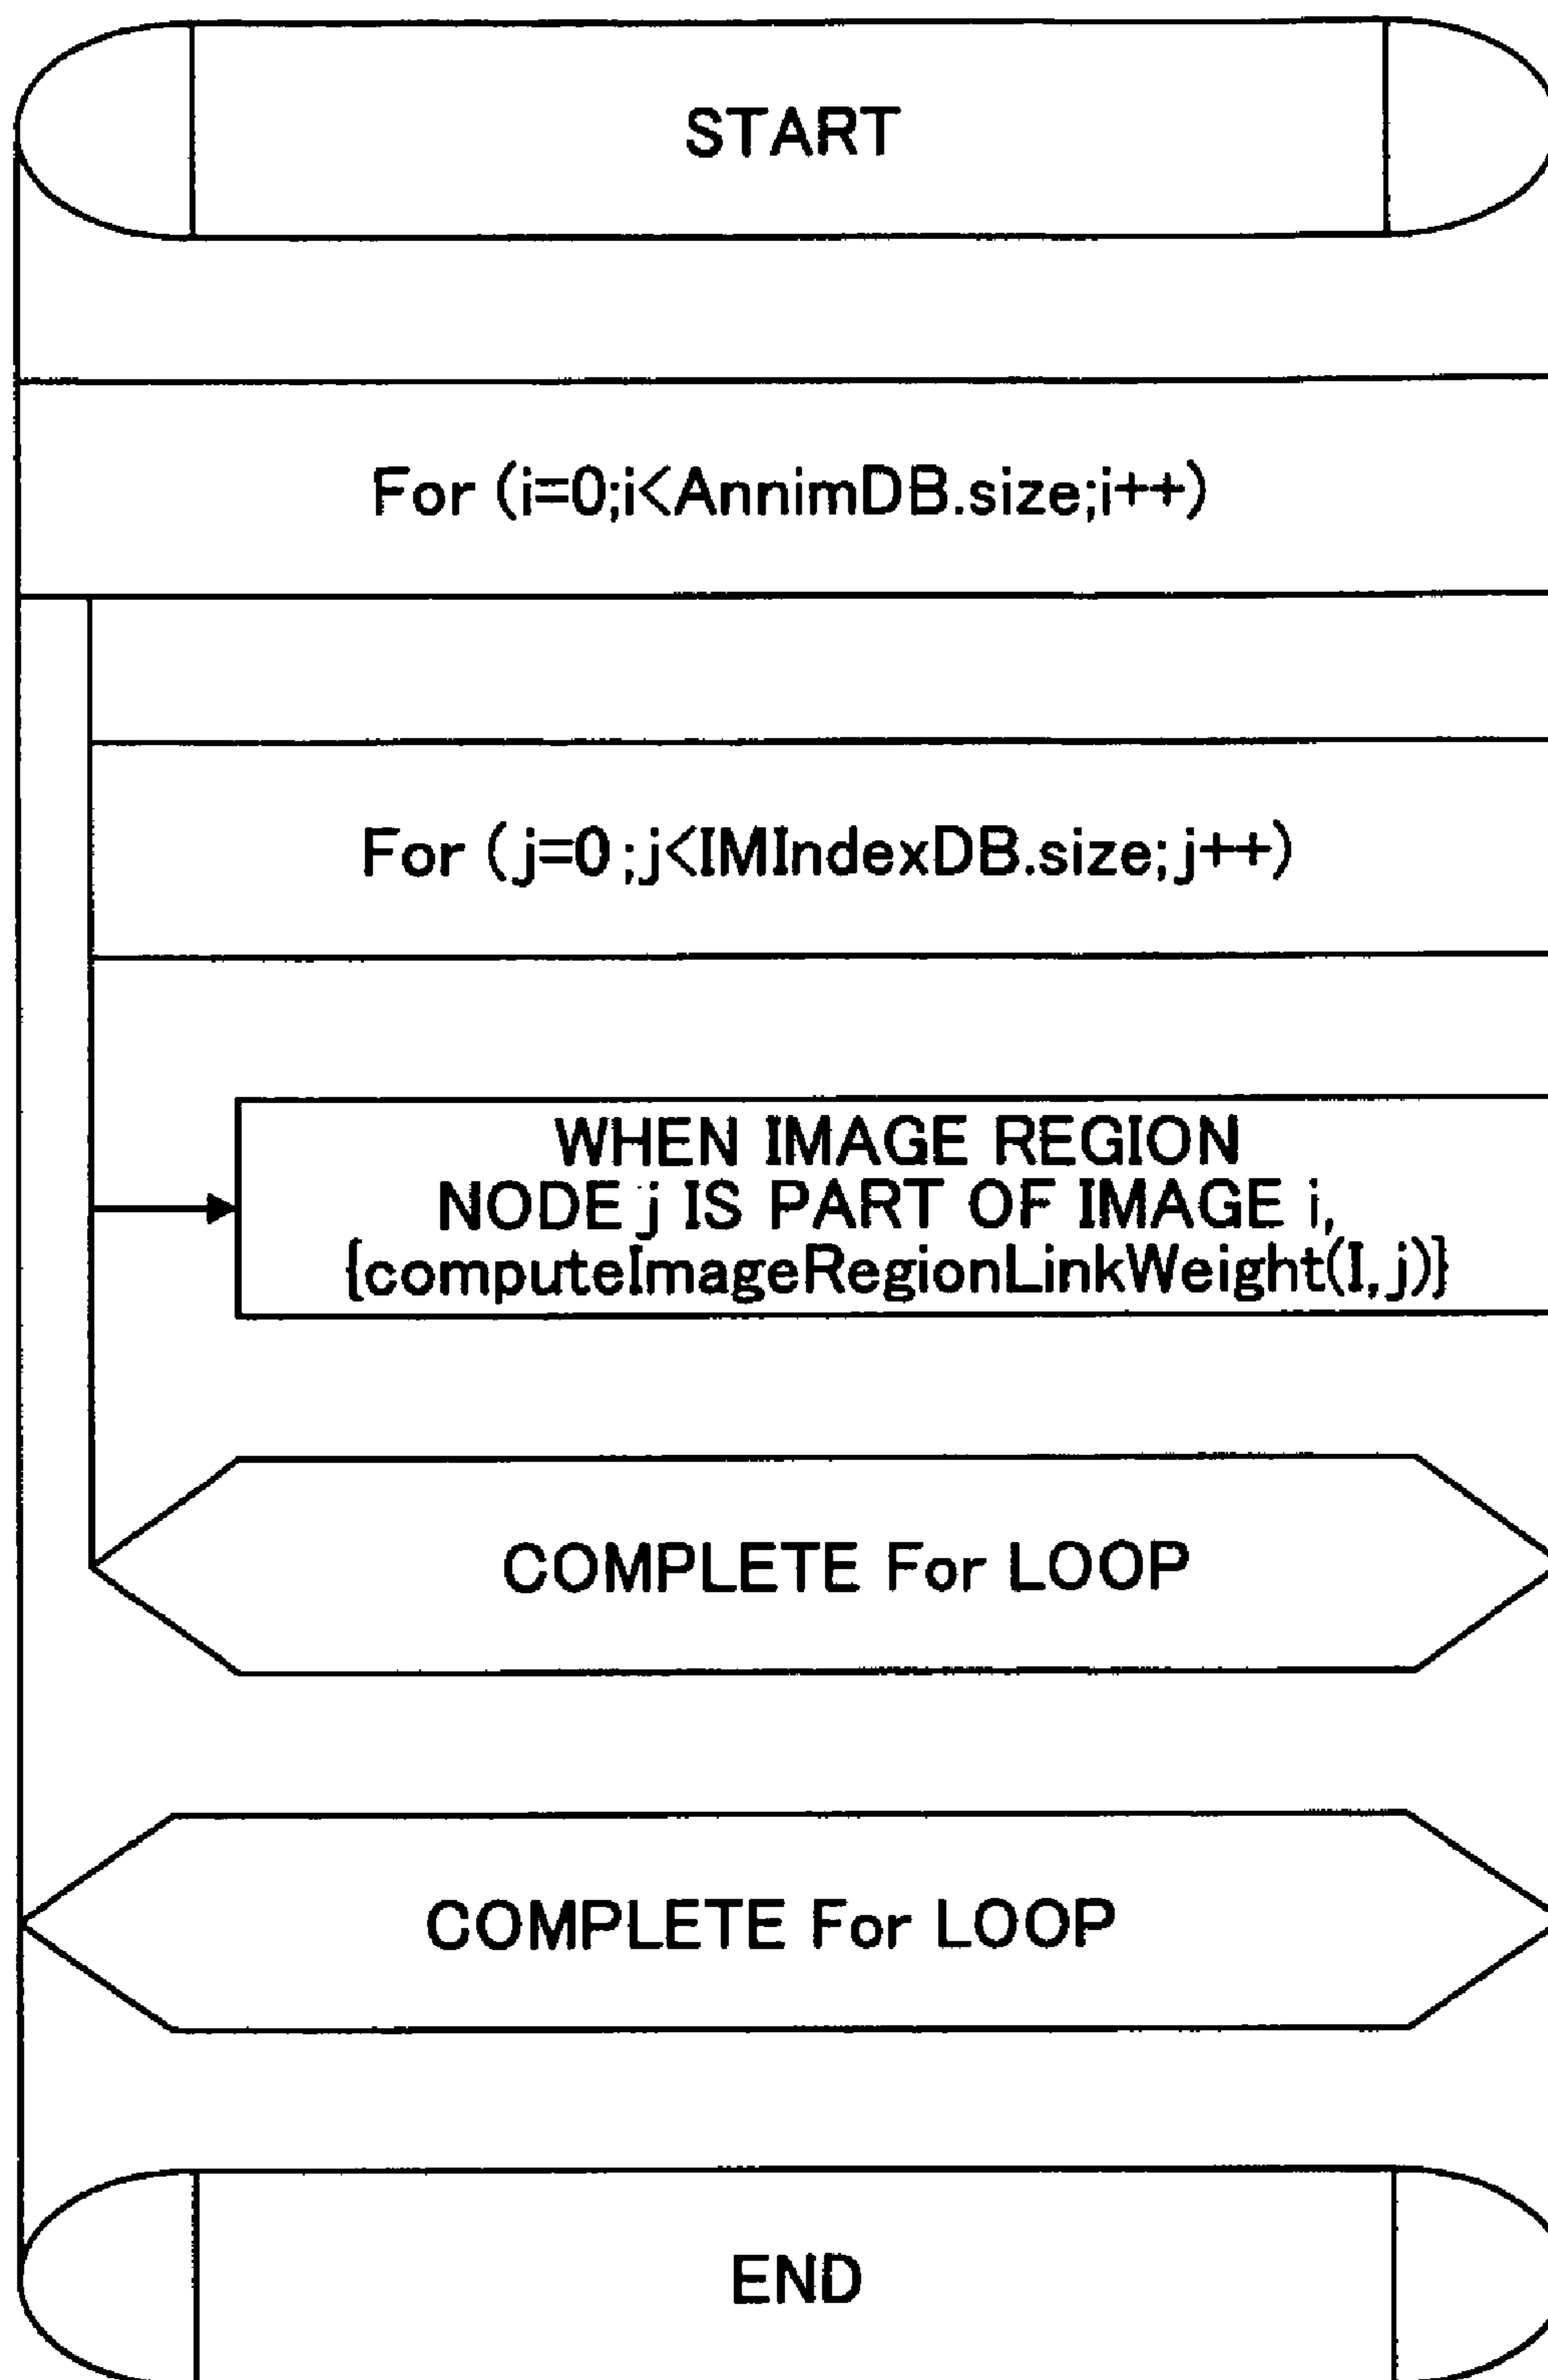 START
For (i=0;i<AnnimDB.size;i++)
For (j=0;j<IMIndexDB.size;j++)
WHEN IMAGE REGION
NODE j IS PART OF IMAGE i,
{computeImageRegionLinkWeight(I,j)}
COMPLETE For LOOP
COMPLETE For LOOP
END